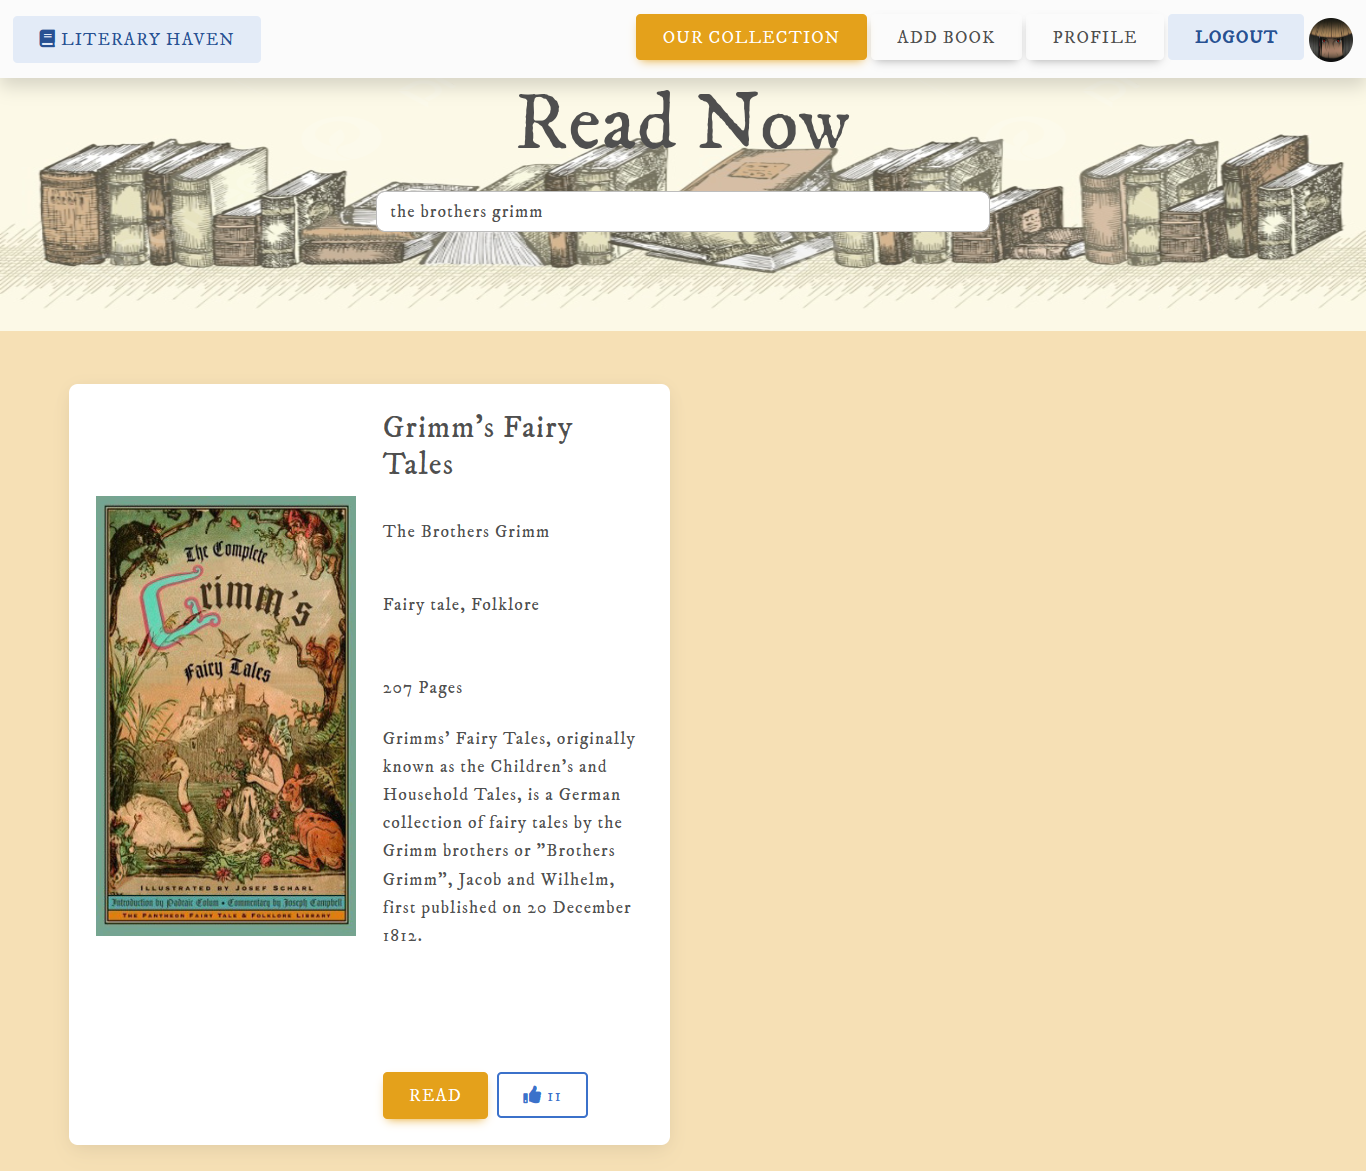 LITERARY HAVEN
OUR COLLECTION
ADD BOOK
PROFILE
LOGOUT
Read Now
the brothers grimm
Grimm's Fairy
Tales
The Brothers Grimm
Fairy tale, Folklore
207 Pages
Grimms' Fairy Tales, originally
known as the Children's and
Household Tales, is a German
collection of fairy tales by the
Grimm brothers or "Brothers
Grimm", Jacob and Wilhelm,
first published on 20 December
1812.
READ
11
The Complete
Grimm's
Fairy Tales
ILLUSTRATED BY JOSEF SCHARL
Introduction by Padraic Colum • Commentary by Joseph Campbell
THE PANTHEON FAIRY TALE & FOLKLORE LIBRARY